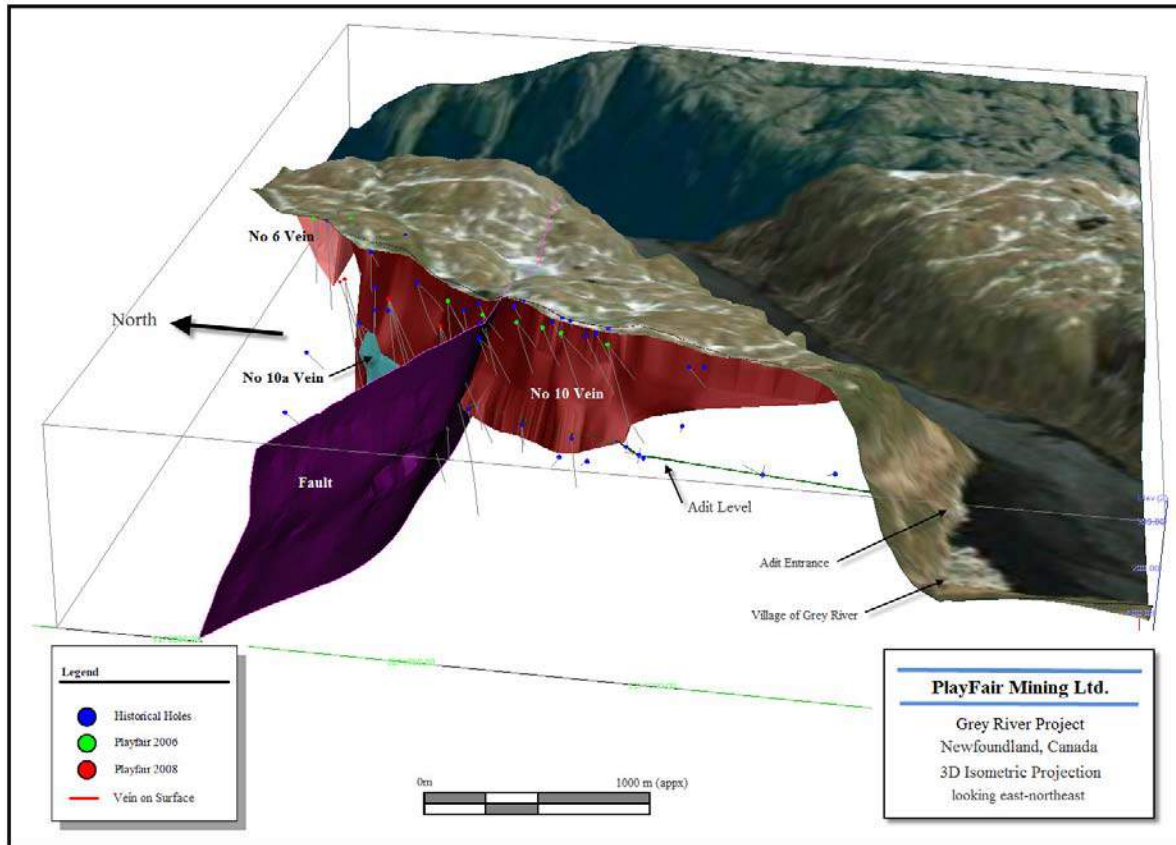 No 6 Vein
North
No 10a Vein
No 10 Vein
Fault
Adit Level
Adit Entrance
Village of Grey River
Legend
Historical Holes
Playfair 2006
Playfair 2008
Vein on Surface
0m
1000 m (appx)
PlayFair Mining Ltd.
Grey River Project
Newfoundland, Canada
3D Isometric Projection
looking east-northeast